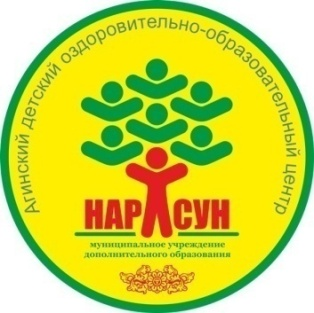 Агинский детский оздоровительно-образовательный центр
НАРАСУН
муниципальное учреждение
дополнительного образования